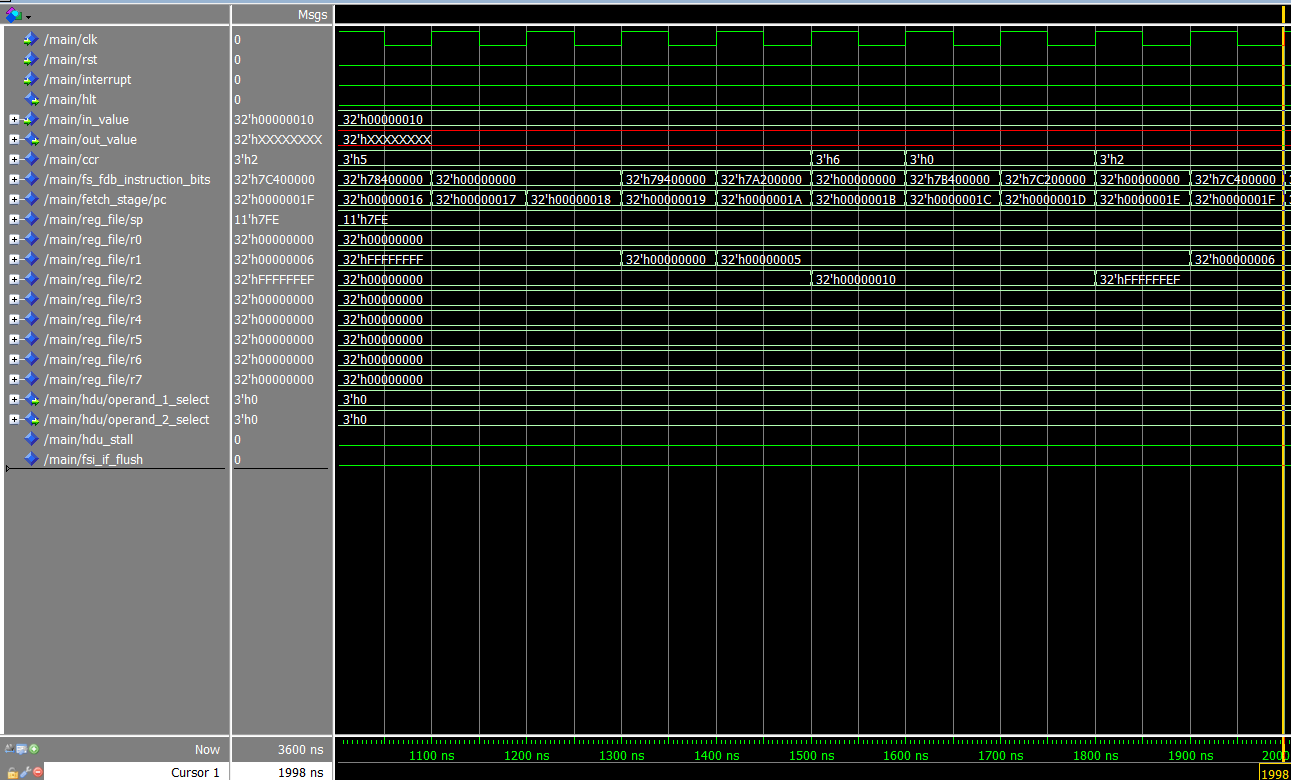 Msgs
/main/clk 0
/main/rst 0
/main/interrupt 0
/main/hlt 0
/main/in_value 32'h00000010 32'h00000010
/main/out_value 32'hXXXXXXXX 32'hXXXXXXXX
/main/ccr 3'h2 3'h5 3'h6 3'h0 3'h2
/main/fs_fdb_instruction_bits 32'h7C400000 32'h78400000 32'h00000000 32'h79400000 32'h7A200000 32'h00000000 32'h7B400000 32'h7C200000 32'h00000000 32'h7C400000
/main/fetch_stage/pc 32'h0000001F 32'h00000016 32'h00000017 32'h00000018 32'h00000019 32'h0000001A 32'h0000001B 32'h0000001C 32'h0000001D 32'h0000001E 32'h0000001F
/main/reg_file/sp 11'h7FE 11'h7FE
/main/reg_file/r0 32'h00000000 32'h00000000
/main/reg_file/r1 32'h00000006 32'hFFFFFFFF 32'h00000000 32'h00000005 32'h00000006
/main/reg_file/r2 32'hFFFFFFEF 32'h00000000 32'h00000010 32'hFFFFFFEF
/main/reg_file/r3 32'h00000000 32'h00000000
/main/reg_file/r4 32'h00000000 32'h00000000
/main/reg_file/r5 32'h00000000 32'h00000000
/main/reg_file/r6 32'h00000000 32'h00000000
/main/reg_file/r7 32'h00000000 32'h00000000
/main/hdu/operand_1_select 3'h0 3'h0
/main/hdu/operand_2_select 3'h0 3'h0
/main/hdu_stall 0
/main/fsi_if_flush 0
Now 3600 ns 1100 ns 1200 ns 1300 ns 1400 ns 1500 ns 1600 ns 1700 ns 1800 ns 1900 ns 2000
Cursor 1 1998 ns 1998